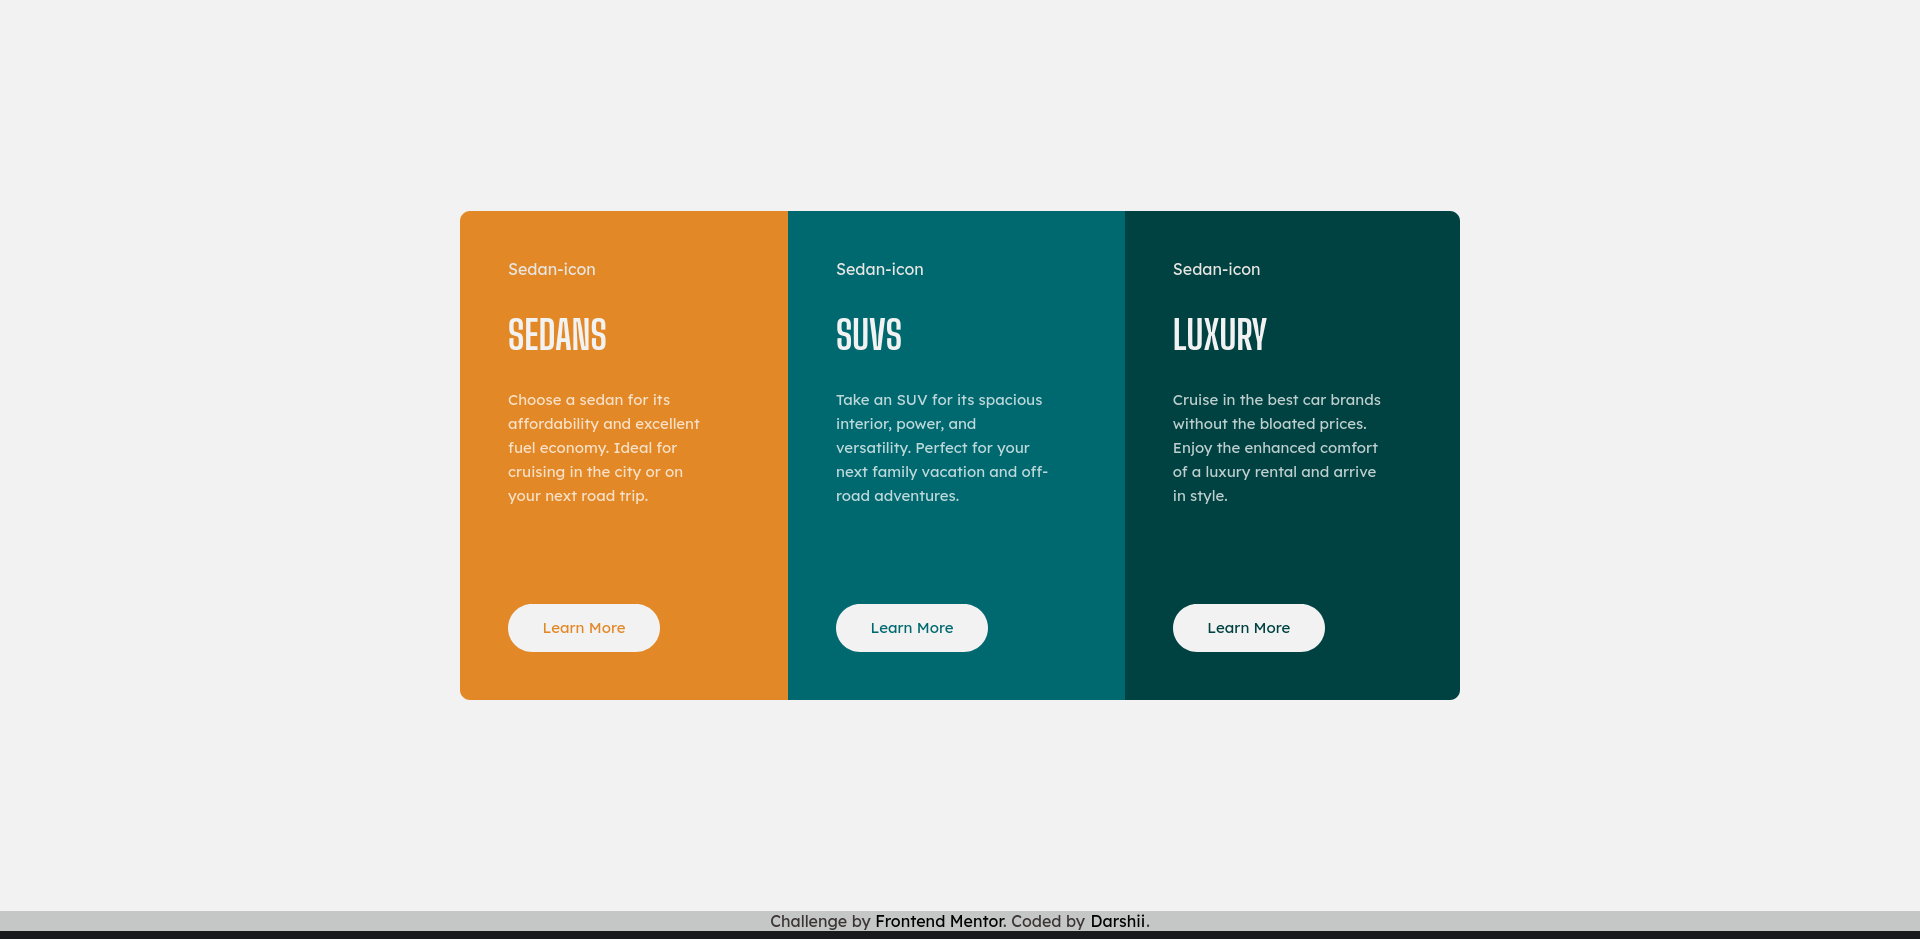 Sedan-icon
SEDANS
Choose a sedan for its
affordability and excellent
fuel economy. Ideal for
cruising in the city or on
your next road trip.
Learn More
Sedan-icon
SUVS
Take an SUV for its spacious
interior, power, and
versatility. Perfect for your
next family vacation and off-
road adventures.
Learn More
Sedan-icon
LUXURY
Cruise in the best car brands
without the bloated prices.
Enjoy the enhanced comfort
of a luxury rental and arrive
in style.
Learn More
Challenge by Frontend Mentor. Coded by Darshii.